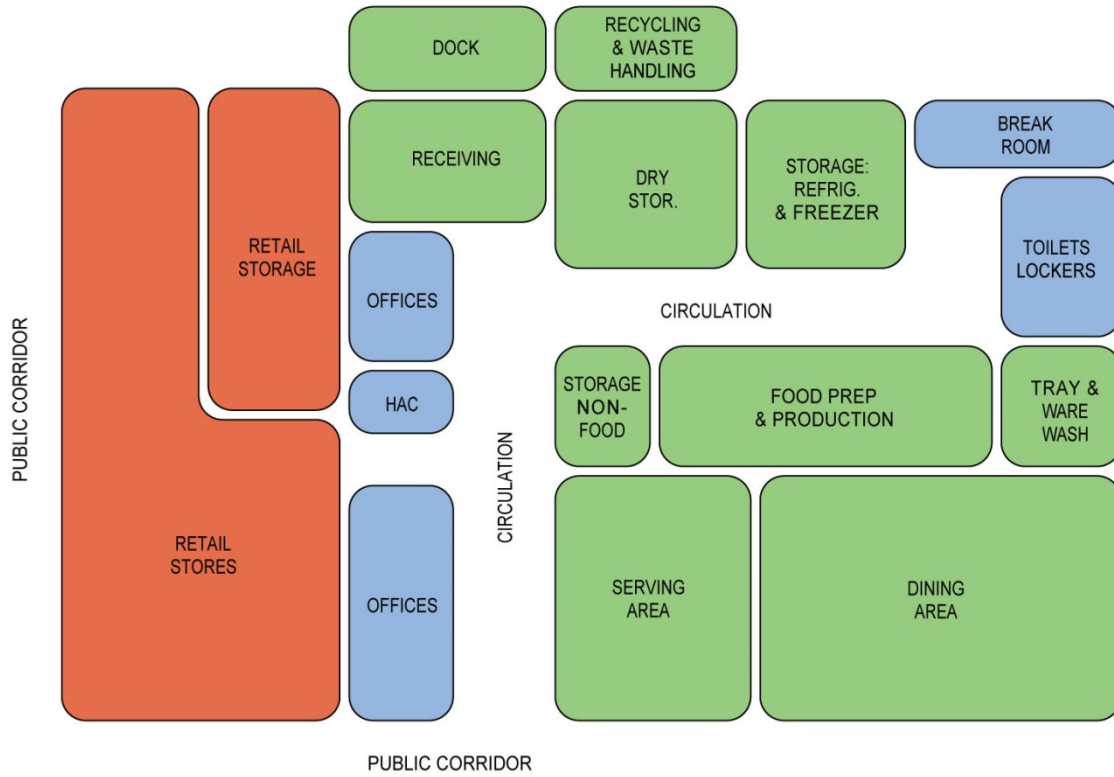 DOCK
RECYCLING
& WASTE
HANDLING
RECEIVING
DRY
STOR.
STORAGE:
REFRIG.
& FREEZER
BREAK
ROOM
RETAIL
STORAGE
OFFICES
TOILETS
LOCKERS
CIRCULATION
PUBLIC CORRIDOR
HAC
STORAGE
NON-
FOOD
FOOD PREP
& PRODUCTION
TRAY &
WARE
WASH
CIRCULATION
RETAIL
STORES
OFFICES
SERVING
AREA
DINING
AREA
PUBLIC CORRIDOR